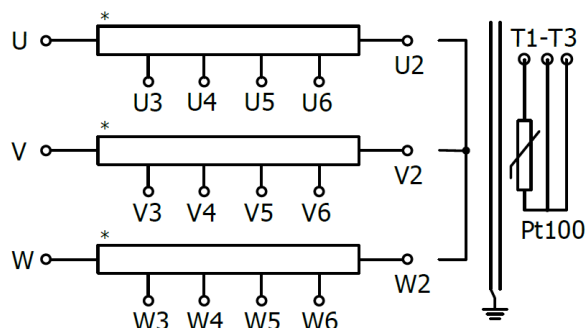 * T1-T3
U U2
U3 U4 U5 U6
*
V V2
V3 V4 V5 V6
Pt100
*
W W2
W3 W4 W5 W6